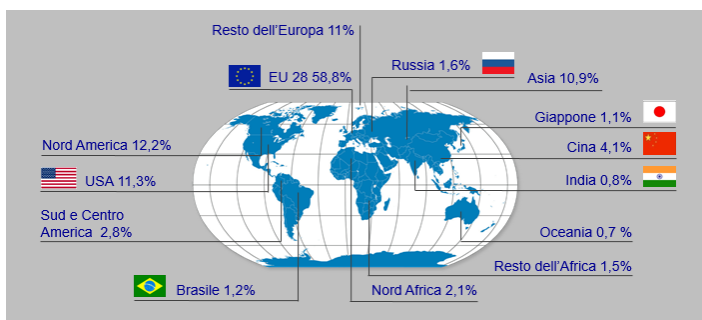 Resto dell'Europa 11%
EU 28 58,8%
Russia 1,6%
Asia 10,9%
Giappone 1,1%
Nord America 12,2%
Cina 4,1%
USA 11,3%
India 0,8%
Sud e Centro
America 2,8%
Oceania 0,7 %
Resto dell'Africa 1,5%
Brasile 1,2%
Nord Africa 2,1%